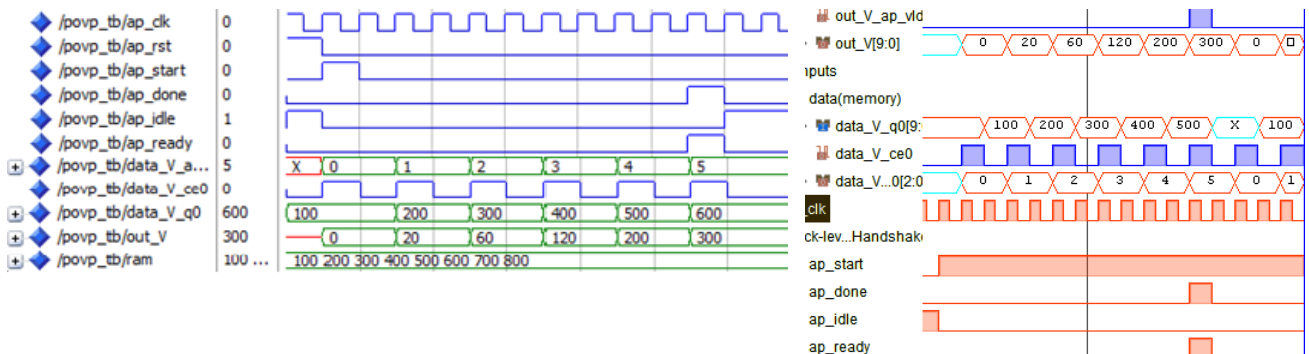 /povp_tb/ap_clk 0
/povp_tb/ap_rst 0
/povp_tb/ap_start 0
/povp_tb/ap_done 0
/povp_tb/ap_idle 1
/povp_tb/ap_ready 0
/povp_tb/data_V_a... 5 X 0 1 2 3 4 5
/povp_tb/data_V_ce0 0
/povp_tb/data_V_q0 600 100 200 300 400 500 600
/povp_tb/out_V 300 0 20 60 120 200 300
/povp_tb/ram 100 ... 100 200 300 400 500 600 700 800
out_V_ap_vld
out_V[9:0] 0 20 60 120 200 300 0
nputs
data(memory)
data_V_q0[9: 100 200 300 400 500 X 100
data_V_ce0
data_V...0[2:0 0 1 2 3 4 5 0 1
_clk
ck-lev...Handshak
ap_start
ap_done
ap_idle
ap_ready